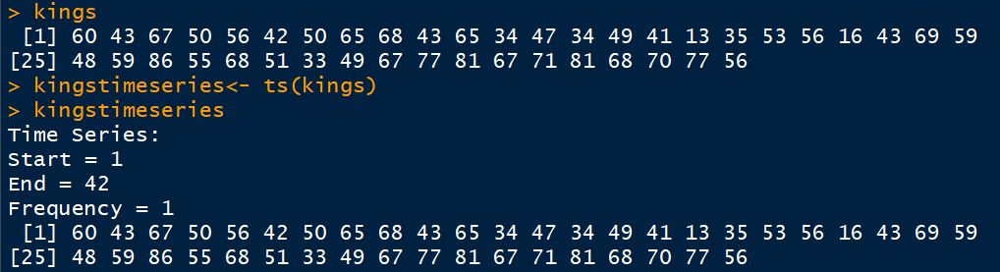 > kings
 [1] 60 43 67 50 56 42 50 65 68 43 65 34 47 34 49 41 13 35 53 56 16 43 69 59
[25] 48 59 86 55 68 51 33 49 67 77 81 67 71 81 68 70 77 56
> kingstimeseries<- ts(kings)
> kingstimeseries
Time Series:
Start = 1
End = 42
Frequency = 1
 [1] 60 43 67 50 56 42 50 65 68 43 65 34 47 34 49 41 13 35 53 56 16 43 69 59
[25] 48 59 86 55 68 51 33 49 67 77 81 67 71 81 68 70 77 56